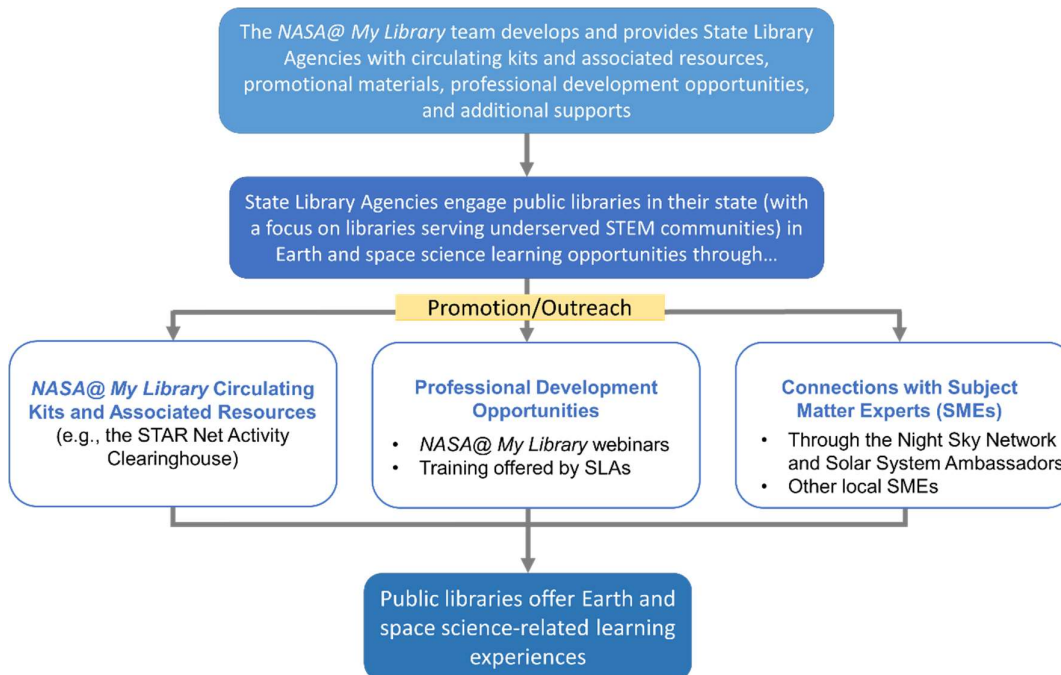 The NASA@ My Library team develops and provides State Library
Agencies with circulating kits and associated resources,
promotional materials, professional development opportunities,
and additional supports
State Library Agencies engage public libraries in their state (with
a focus on libraries serving underserved STEM communities) in
Earth and space science learning opportunities through...
Promotion/Outreach
NASA@ My Library Circulating
Kits and Associated Resources
(e.g., the STAR Net Activity
Clearinghouse)
Professional Development
Opportunities
• NASA@ My Library webinars
• Training offered by SLAs
Connections with Subject
Matter Experts (SMEs)
• Through the Night Sky Network
and Solar System Ambassadors
• Other local SMEs
Public libraries offer Earth and
space science-related learning
experiences